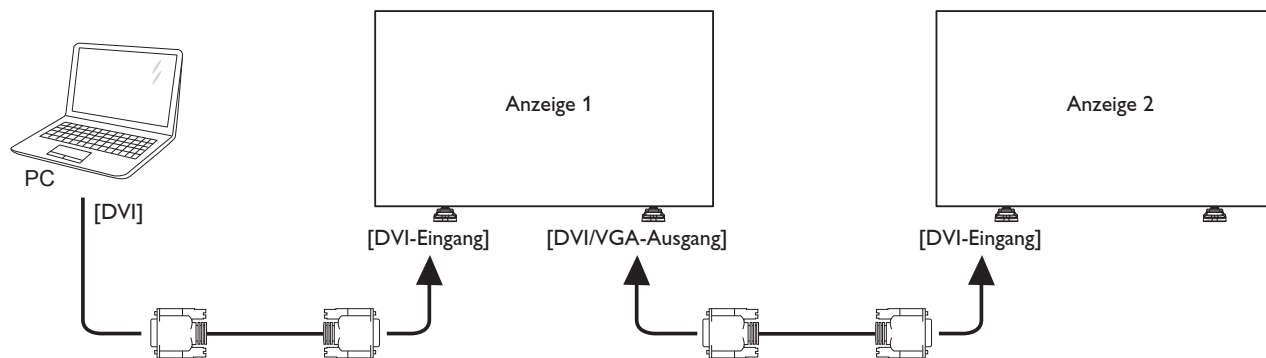 Anzeige 1
Anzeige 2
PC
[DVI]
[DVI-Eingang]
[DVI/VGA-Ausgang]
[DVI-Eingang]